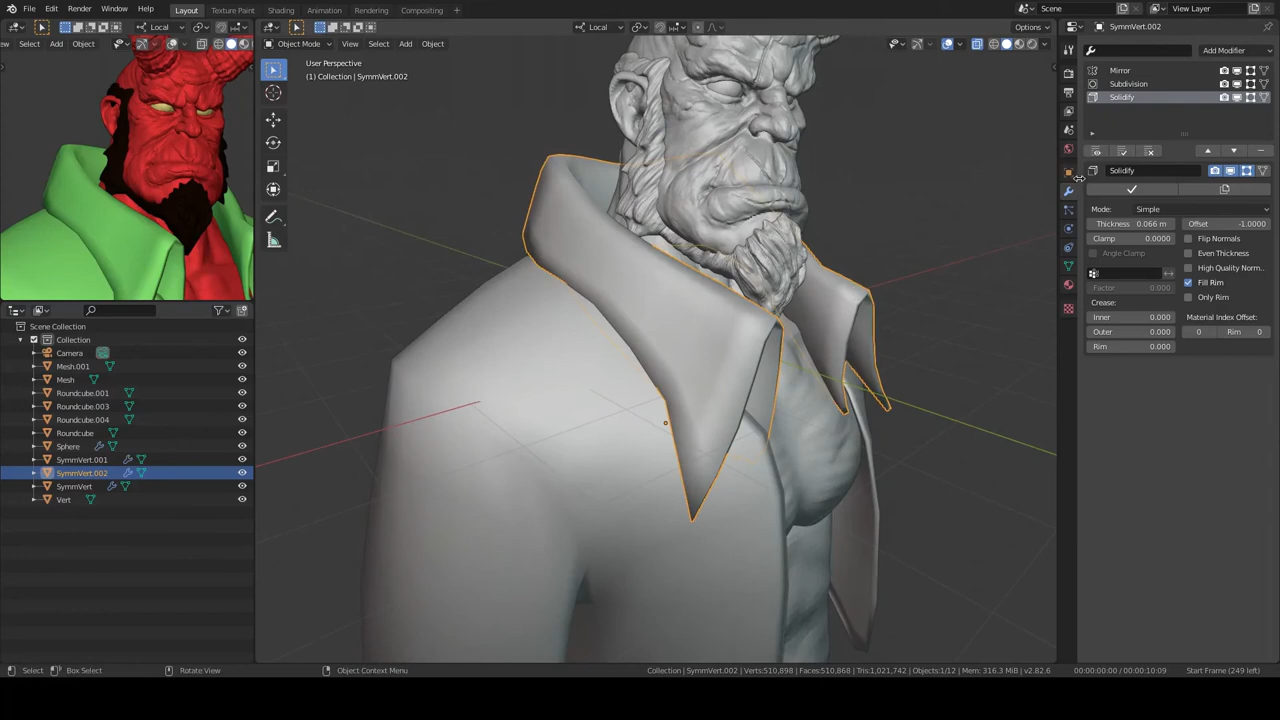 File Edit Render Window Help Layout Texture Paint Shading Animation Rendering Compositing Scene View Layer
Local Local Options SymmVert.002
Select Add Object Object Mode View Select Add Object
Add Modifier
User Perspective
(1) Collection | SymmVert.002
Mirror
Subdivision
Solidify
Solidify
Mode: Simple
Thickness 0.066 m Offset -1.0000
Clamp 0.0000 Flip Normals
Angle Clamp Even Thickness
High Quality Norm..
Factor 0.000 Fill Rim
Crease: Only Rim
Inner 0.000 Material Index Offset:
Outer 0.000 0 Rim 0
Rim 0.000
Scene Collection
Collection
Camera
Mesh.001
Mesh
Roundcube.001
Roundcube.003
Roundcube.004
Roundcube
Sphere
SymmVert.001
SymmVert.002
SymmVert
Vert
Select Box Select Rotate View Object Context Menu Collection | SymmVert.002 | Verts:510,898 | Faces:510,868 | Tris:1,021,742 | Objects:1/12 | Mem: 316.3 MiB | v2.82.6 00:00:00:00 / 00:00:10:09 Start Frame (249 left)